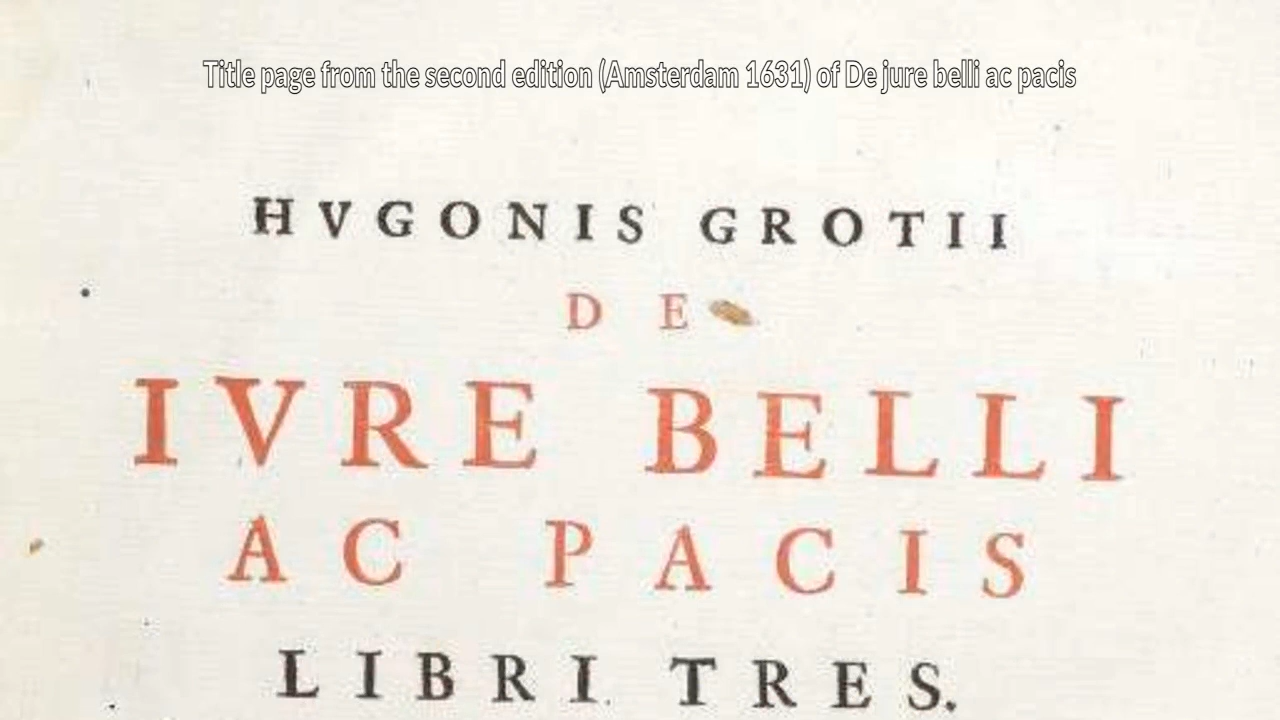 Title page from the second edition (Amsterdam 1631) of De jure belli ac pacis
HVGONIS GROTII
DE
IVRE BELLI
AC PACIS
LIBRI TRES.